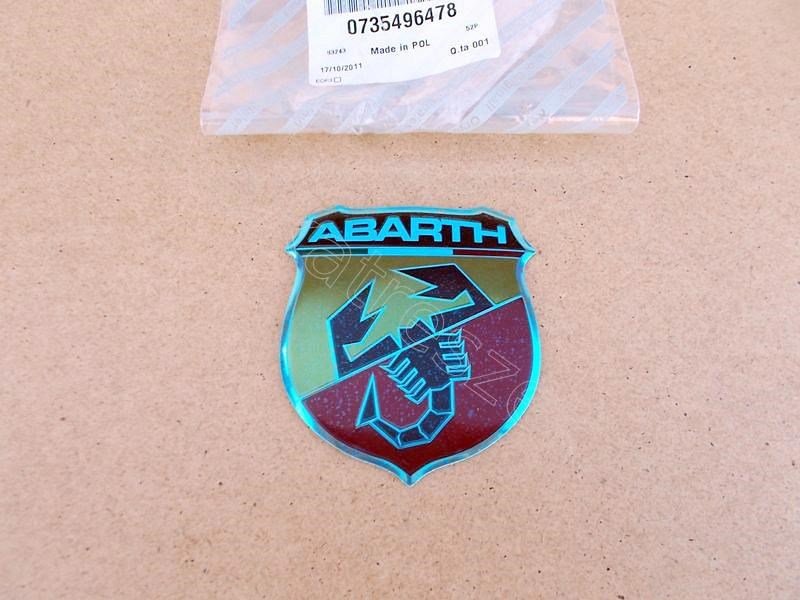 0735496478
52P
93243 Made in POL Q.ta 001
17/10/2011
ABARTH